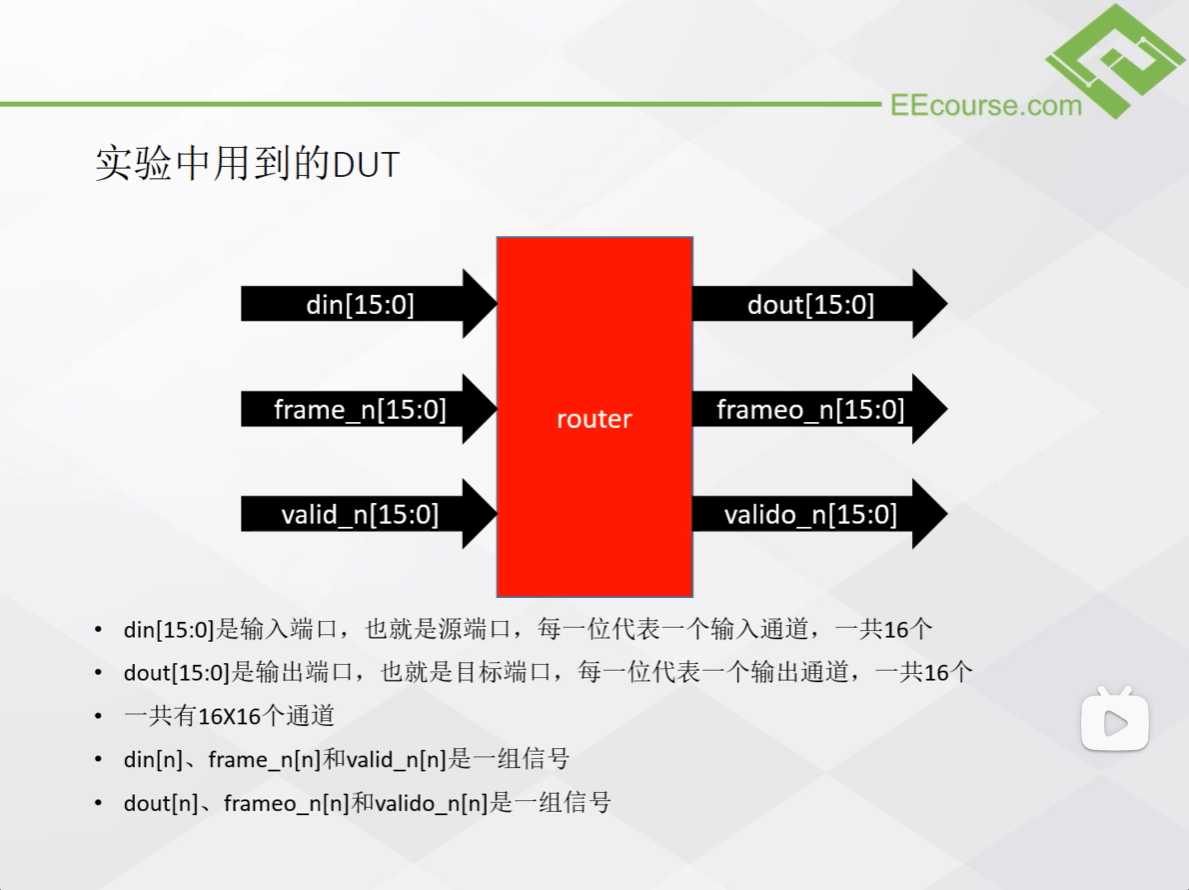 EEcourse.com
实验中用到的DUT
din[15:0]
dout[15:0]
frame_n[15:0]
router
frameo_n[15:0]
valid_n[15:0]
valido_n[15:0]
• din[15:0]是输入端口，也就是源端口，每一位代表一个输入通道，一共16个
• dout[15:0]是输出端口，也就是目标端口，每一位代表一个输出通道，一共16个
• 一共有16X16个通道
• din[n]、frame_n[n]和valid_n[n]是一组信号
• dout[n]、frameo_n[n]和valido_n[n]是一组信号